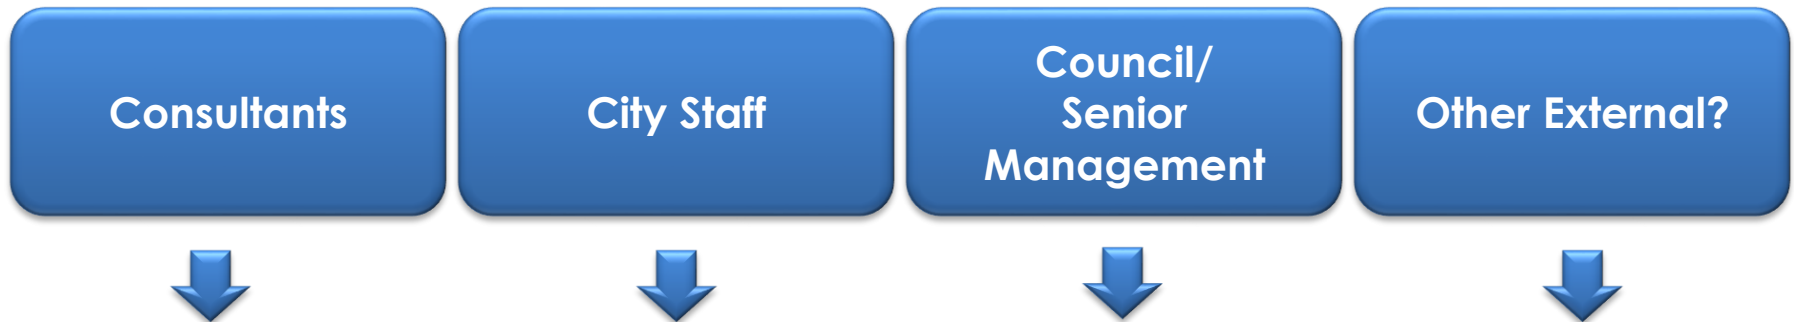 Consultants
City Staff
Council/
Senior
Management
Other External?